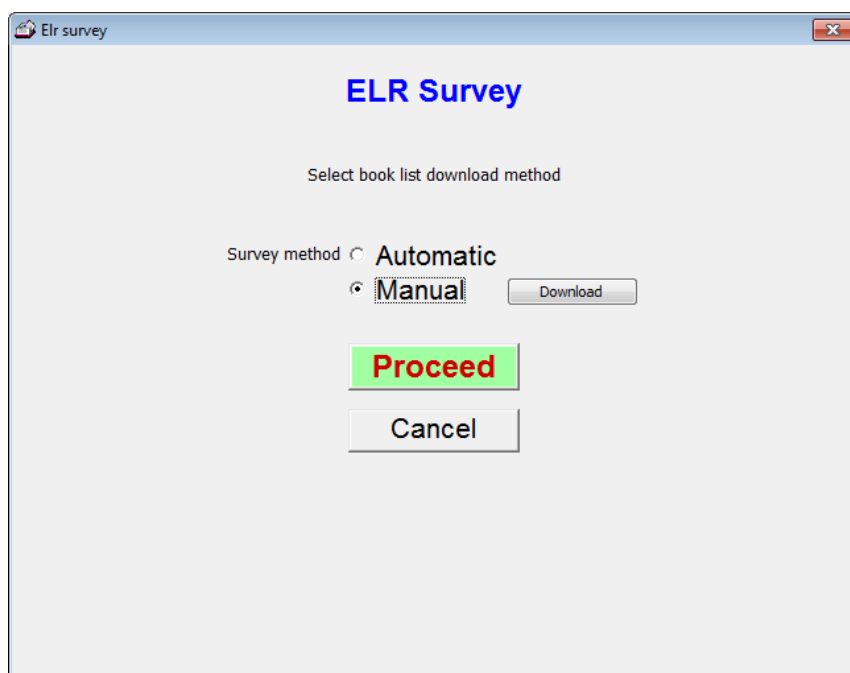 Elr survey
ELR Survey
Select book list download method
Survey method Automatic
Manual Download
Proceed
Cancel